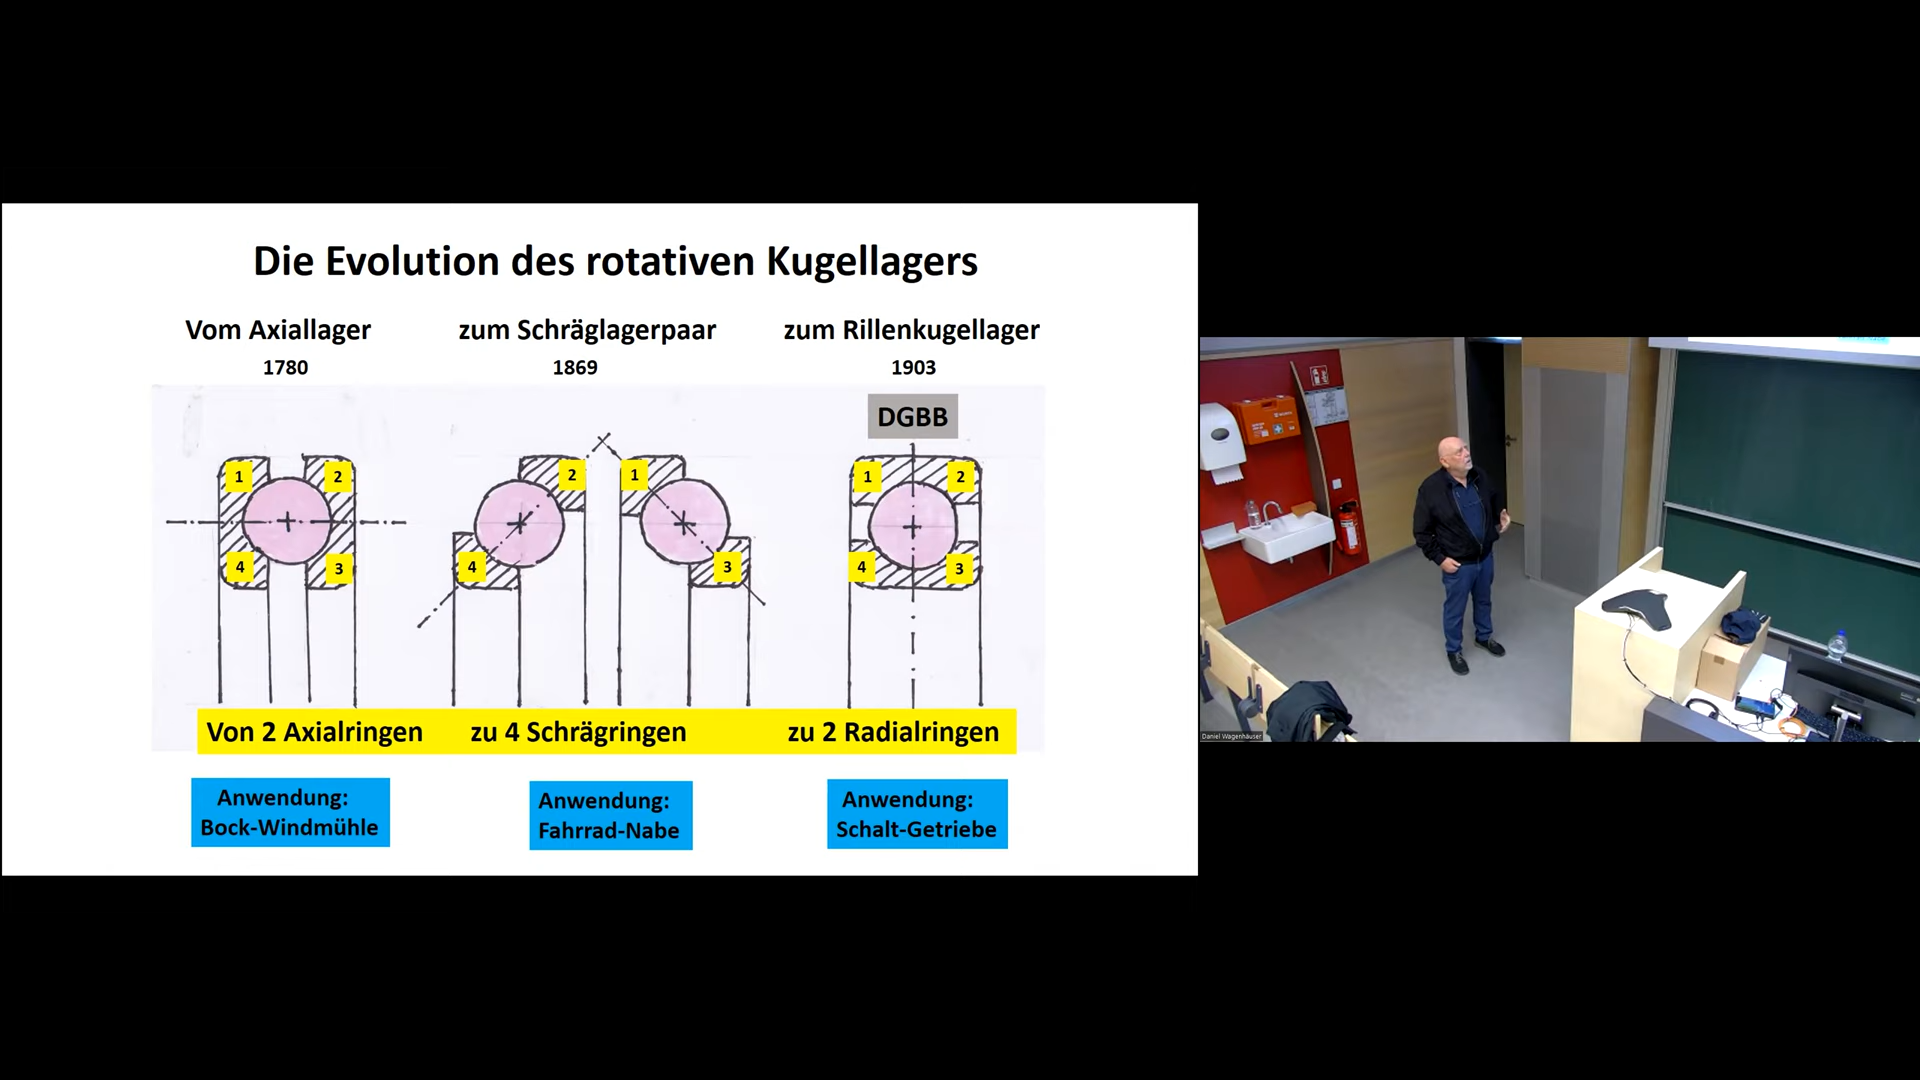 Die Evolution des rotativen Kugellagers
Vom Axiallager
1780
zum Schräglagerpaar
1869
zum Rillenkugellager
1903
DGBB
1
2
4
3
2
1
4
3
1
2
4
3
Von 2 Axialringen
zu 4 Schrägringen
zu 2 Radialringen
Anwendung:
Bock-Windmühle
Anwendung:
Fahrrad-Nabe
Anwendung:
Schalt-Getriebe
Daniel Wagenhäuser